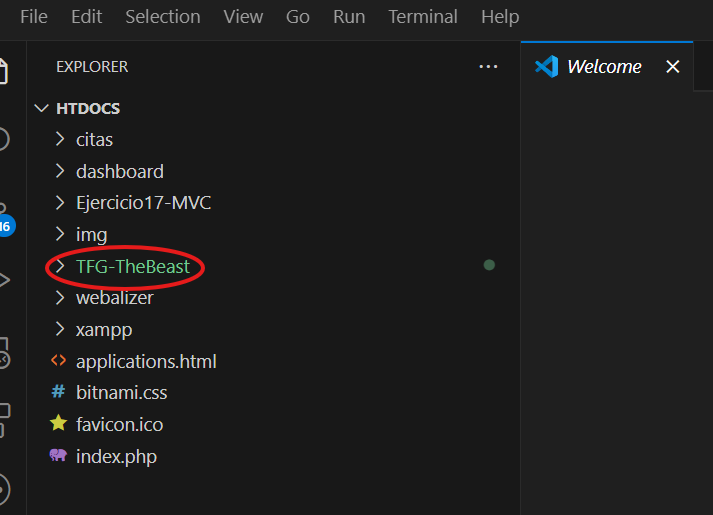 File Edit Selection View Go Run Terminal Help
EXPLORER ...
Welcome
HTDOCS
citas
dashboard
Ejercicio17-MVC
img
TFG-TheBeast
webalizer
xampp
applications.html
bitnami.css
favicon.ico
index.php